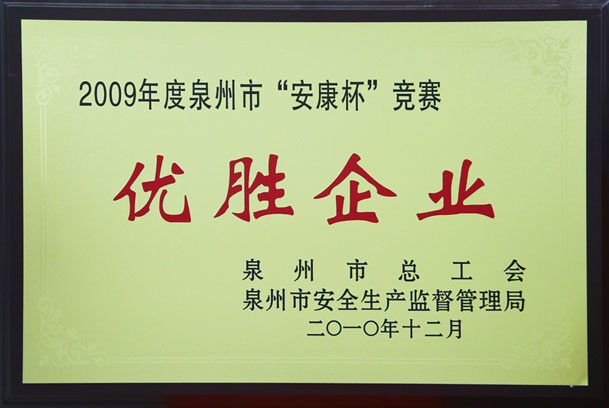 2009年度泉州市“安康杯”竞赛
优胜企业
泉州市总工会
泉州市安全生产监督管理局
二〇一〇年十二月